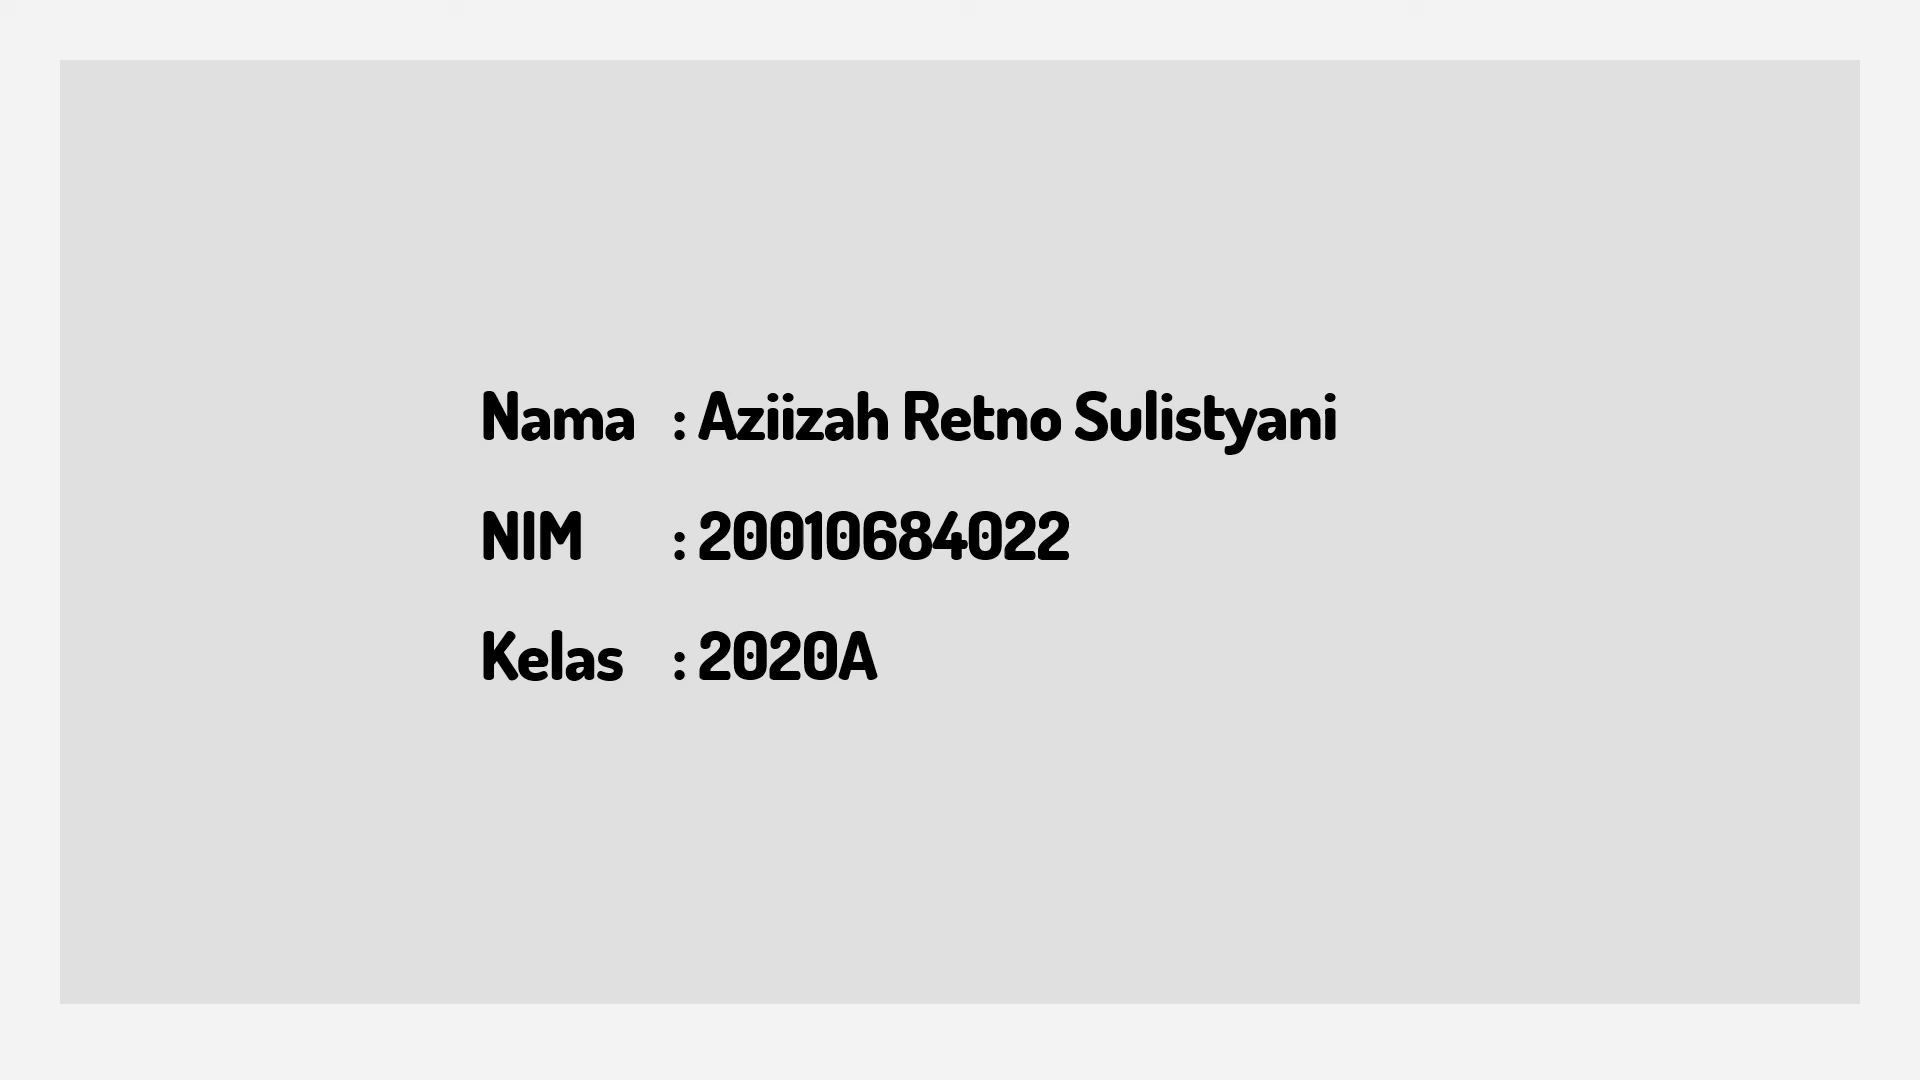 Nama : Aziizah Retno Sulistyani
NIM : 20010684022
Kelas : 2020A